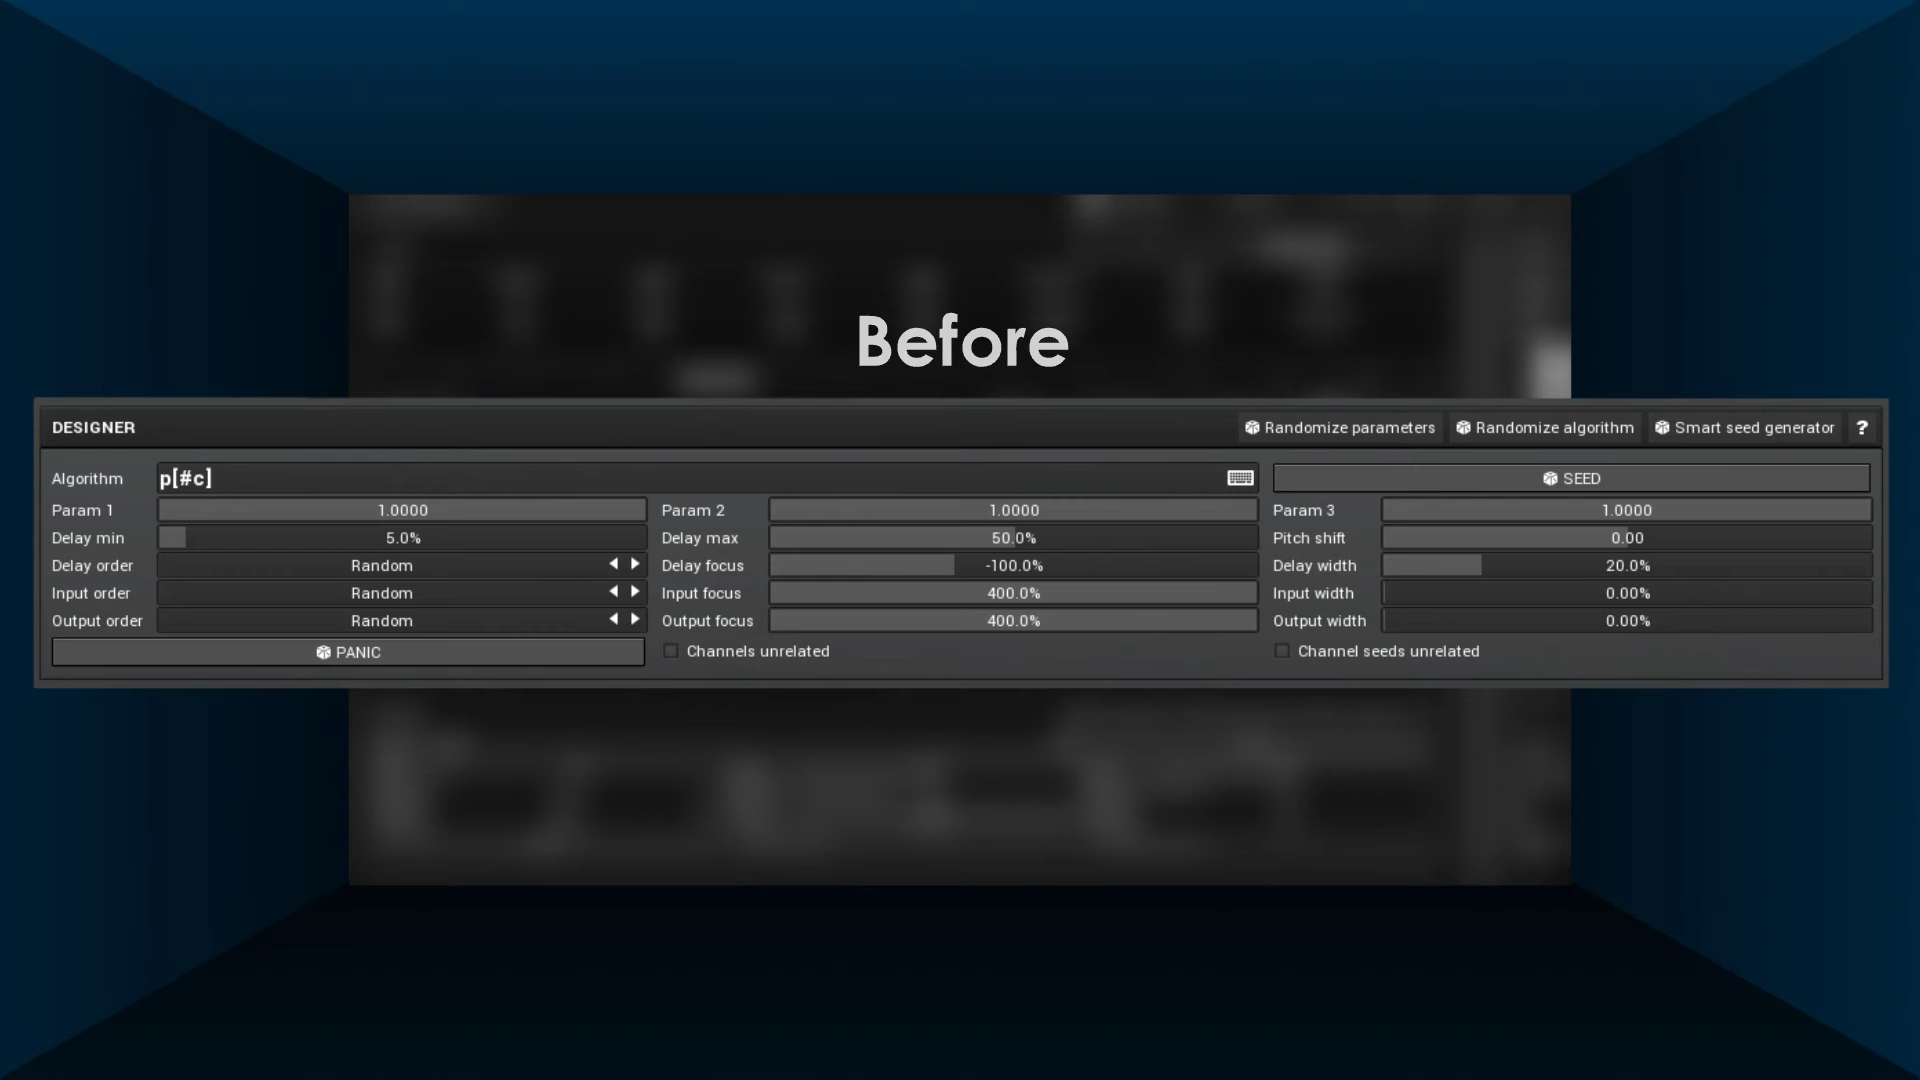 Before
DESIGNER Randomize parameters Randomize algorithm Smart seed generator ?
Algorithm p[#c] SEED
Param 1 1.0000 Param 2 1.0000 Param 3 1.0000
Delay min 5.0% Delay max 50.0% Pitch shift 0.00
Delay order Random Delay focus -100.0% Delay width 20.0%
Input order Random Input focus 400.0% Input width 0.00%
Output order Random Output focus 400.0% Output width 0.00%
PANIC Channels unrelated Channel seeds unrelated